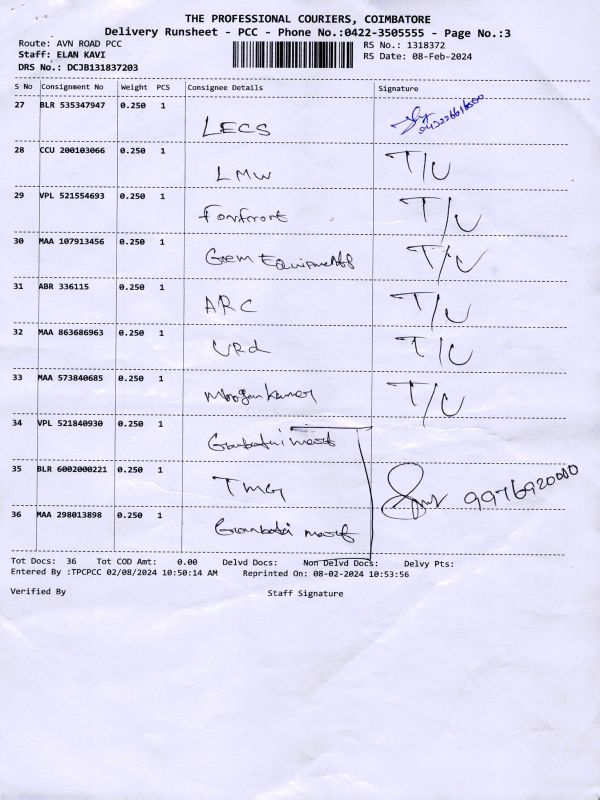 THE PROFESSIONAL COURIERS, COIMBATORE
Delivery Runsheet - PCC - Phone No.:0422-3505555 - Page No.:3
Route: AVN ROAD PCC RS No.: 1318372
Staff: ELAN KAVI RS Date: 08-Feb-2024
DRS No.: DCJB131837203
S No Consignment No Weight PCS Consignee Details Signature
27 BLR 535347947 0.250 1
LECS
28 CCU 200103066 0.250 1
LMW T/U
29 VPL 521554693 0.250 1
T/U
30 MAA 107913456 0.250 1
Gem Equipments T/U
31 ABR 336115 0.250 1
ARC T/U
32 MAA 863686963 0.250 1
URd T/U
33 MAA 573840685 0.250 1
T/U
34 VPL 521840930 0.250 1
35 BLR 6002000221 0.250 1
9976920000
36 MAA 298013898 0.250 1
Tot Docs: 36 Tot COD Amt: 0.00 Delvd Docs: Non Delvd Docs: Delvy Pts:
Entered By :TPCPCC 02/08/2024 10:50:14 AM Reprinted On: 08-02-2024 10:53:56
Verified By Staff Signature